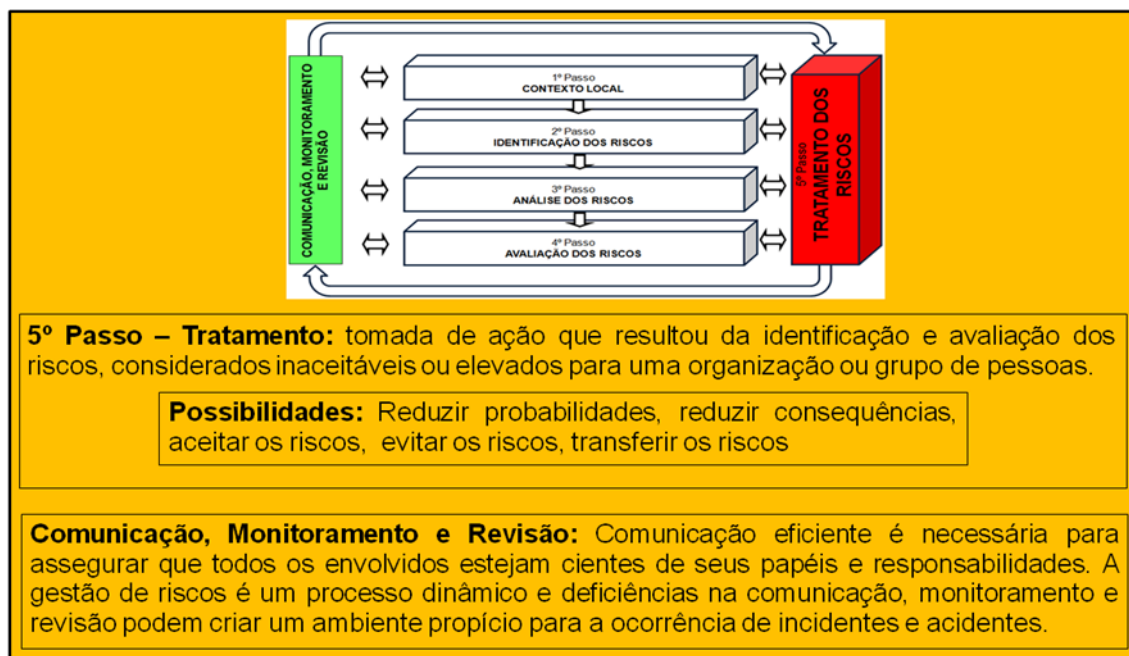 COMUNICAÇÃO, MONITORAMENTO
E REVISÃO
1º Passo
CONTEXTO LOCAL
2º Passo
IDENTIFICAÇÃO DOS RISCOS
3º Passo
ANÁLISE DOS RISCOS
4º Passo
AVALIAÇÃO DOS RISCOS
5º Passo
TRATAMENTO DOS
RISCOS
5º Passo – Tratamento: tomada de ação que resultou da identificação e avaliação dos
riscos, considerados inaceitáveis ou elevados para uma organização ou grupo de pessoas.
Possibilidades: Reduzir probabilidades, reduzir consequências,
aceitar os riscos, evitar os riscos, transferir os riscos
Comunicação, Monitoramento e Revisão: Comunicação eficiente é necessária para
assegurar que todos os envolvidos estejam cientes de seus papéis e responsabilidades. A
gestão de riscos é um processo dinâmico e deficiências na comunicação, monitoramento e
revisão podem criar um ambiente propício para a ocorrência de incidentes e acidentes.